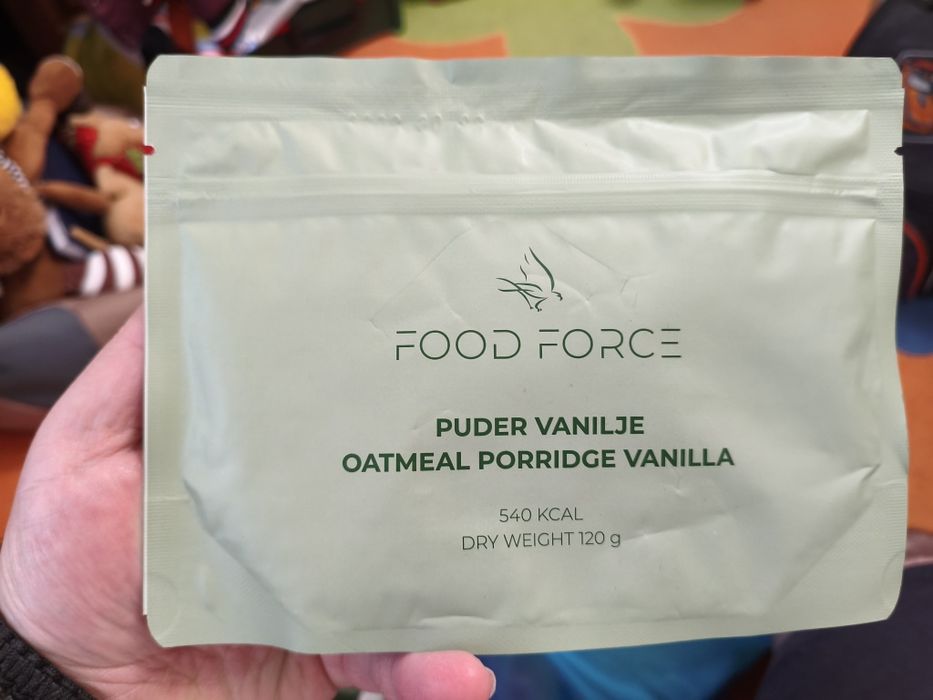 FOOD FORCE
PUDER VANILJE
OATMEAL PORRIDGE VANILLA
540 KCAL
DRY WEIGHT 120 g